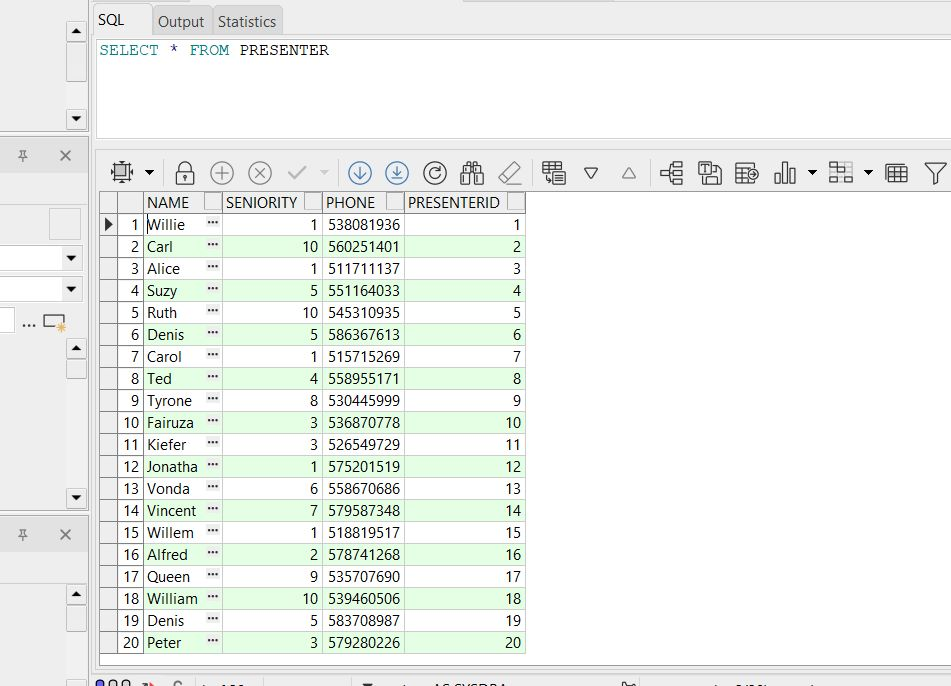 SQL Output Statistics
SELECT * FROM PRESENTER
NAME SENIORITY PHONE PRESENTERID
1 Willie ... 1 538081936 1
2 Carl ... 10 560251401 2
3 Alice ... 1 511711137 3
4 Suzy ... 5 551164033 4
5 Ruth ... 10 545310935 5
6 Denis ... 5 586367613 6
7 Carol ... 1 515715269 7
8 Ted ... 4 558955171 8
9 Tyrone ... 8 530445999 9
10 Fairuza ... 3 536870778 10
11 Kiefer ... 3 526549729 11
12 Jonatha ... 1 575201519 12
13 Vonda ... 6 558670686 13
14 Vincent ... 7 579587348 14
15 Willem ... 1 518819517 15
16 Alfred ... 2 578741268 16
17 Queen ... 9 535707690 17
18 William ... 10 539460506 18
19 Denis ... 5 583708987 19
20 Peter ... 3 579280226 20